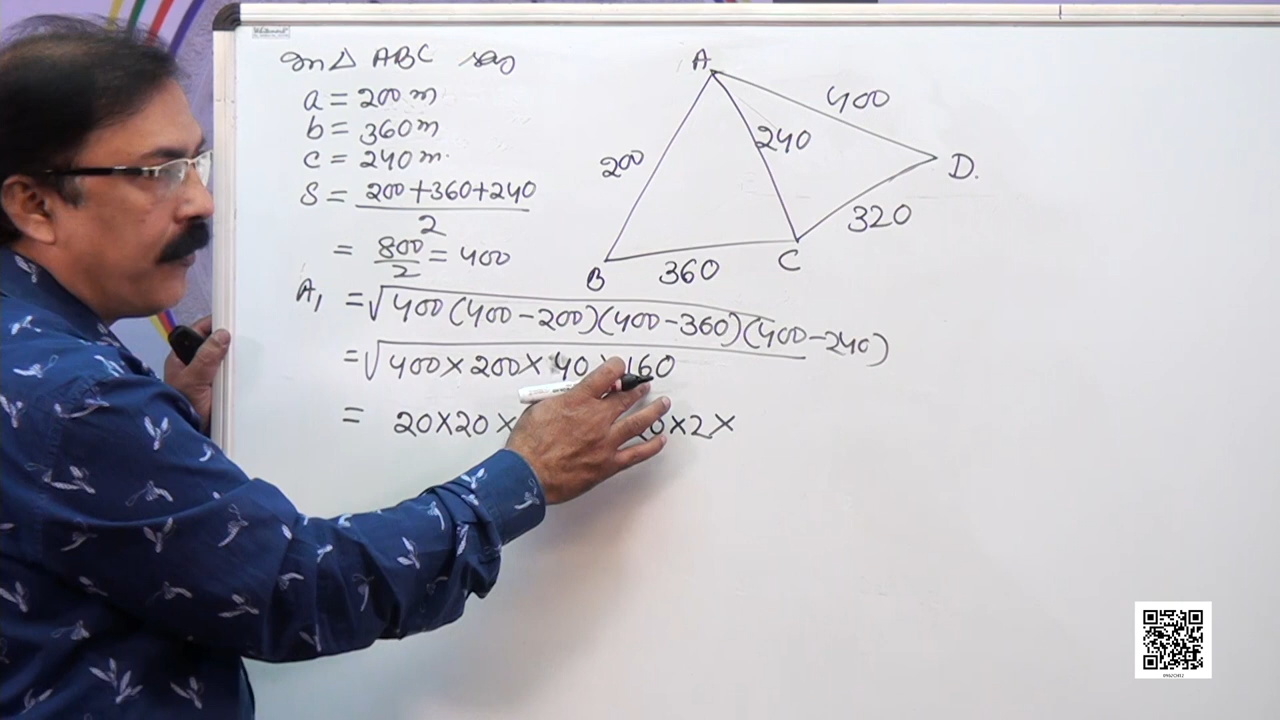 In △ ABC
a = 200 m
b = 360 m
c = 240 m.
S = 200+360+240
2
= 800/2 = 400
A₁ = √400(400-200)(400-360)(400-240)
= √400×200×40×160
= 20×20× ×2×
A
400
240
200
D.
320
B
360
C